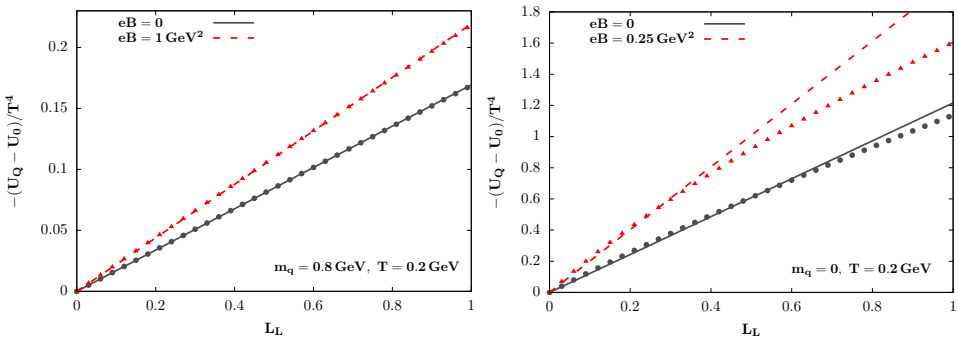 eB = 0
eB = 1 GeV²
−(U_Q − U_0)/T⁴
0.2
0.15
0.1
0.05
0
0 0.2 0.4 0.6 0.8 1
m_q = 0.8 GeV, T = 0.2 GeV
L_L
eB = 0
eB = 0.25 GeV²
−(U_Q − U_0)/T⁴
1.8
1.6
1.4
1.2
1
0.8
0.6
0.4
0.2
0
0 0.2 0.4 0.6 0.8 1
m_q = 0, T = 0.2 GeV
L_L